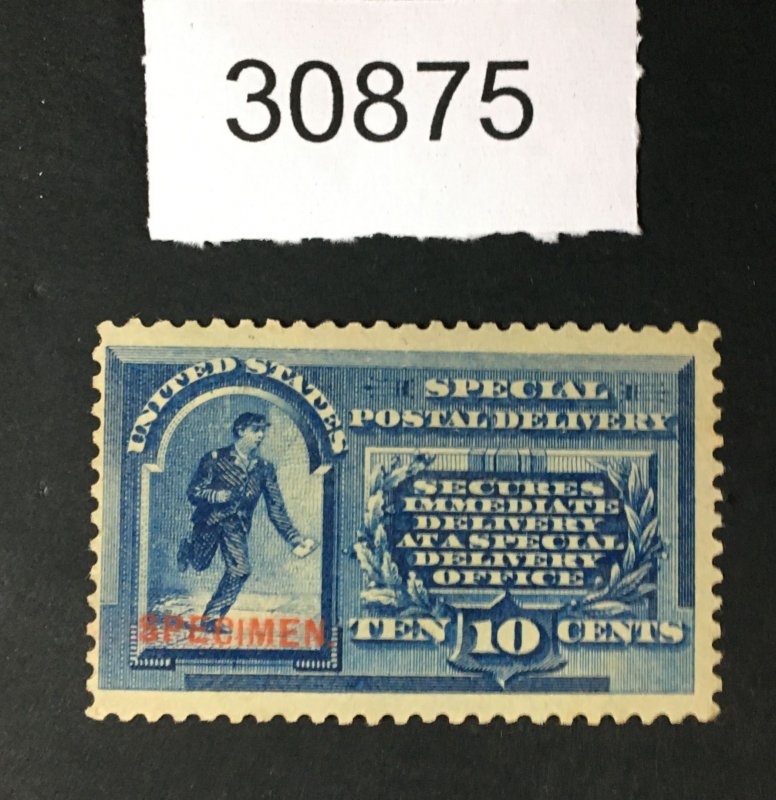 30875
UNITED STATES
SPECIAL
POSTAL DELIVERY
SECURES
IMMEDIATE
DELIVERY
AT A SPECIAL
DELIVERY
OFFICE
SPECIMEN.
TEN 10 CENTS